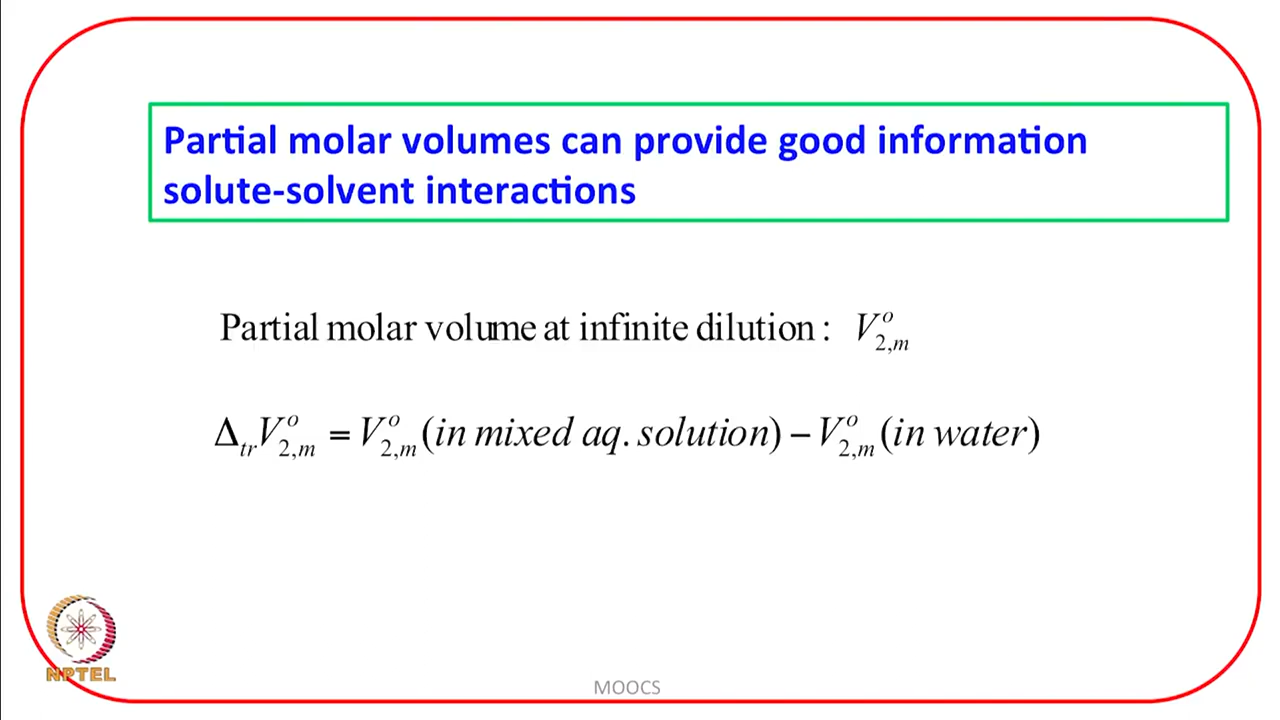 Partial molar volumes can provide good information
solute-solvent interactions
Partial molar volume at infinite dilution : V°₂,ₘ
Δₜᵣ V°₂,ₘ = V°₂,ₘ (in mixed aq. solution) – V°₂,ₘ (in water)
NPTEL
MOOCS